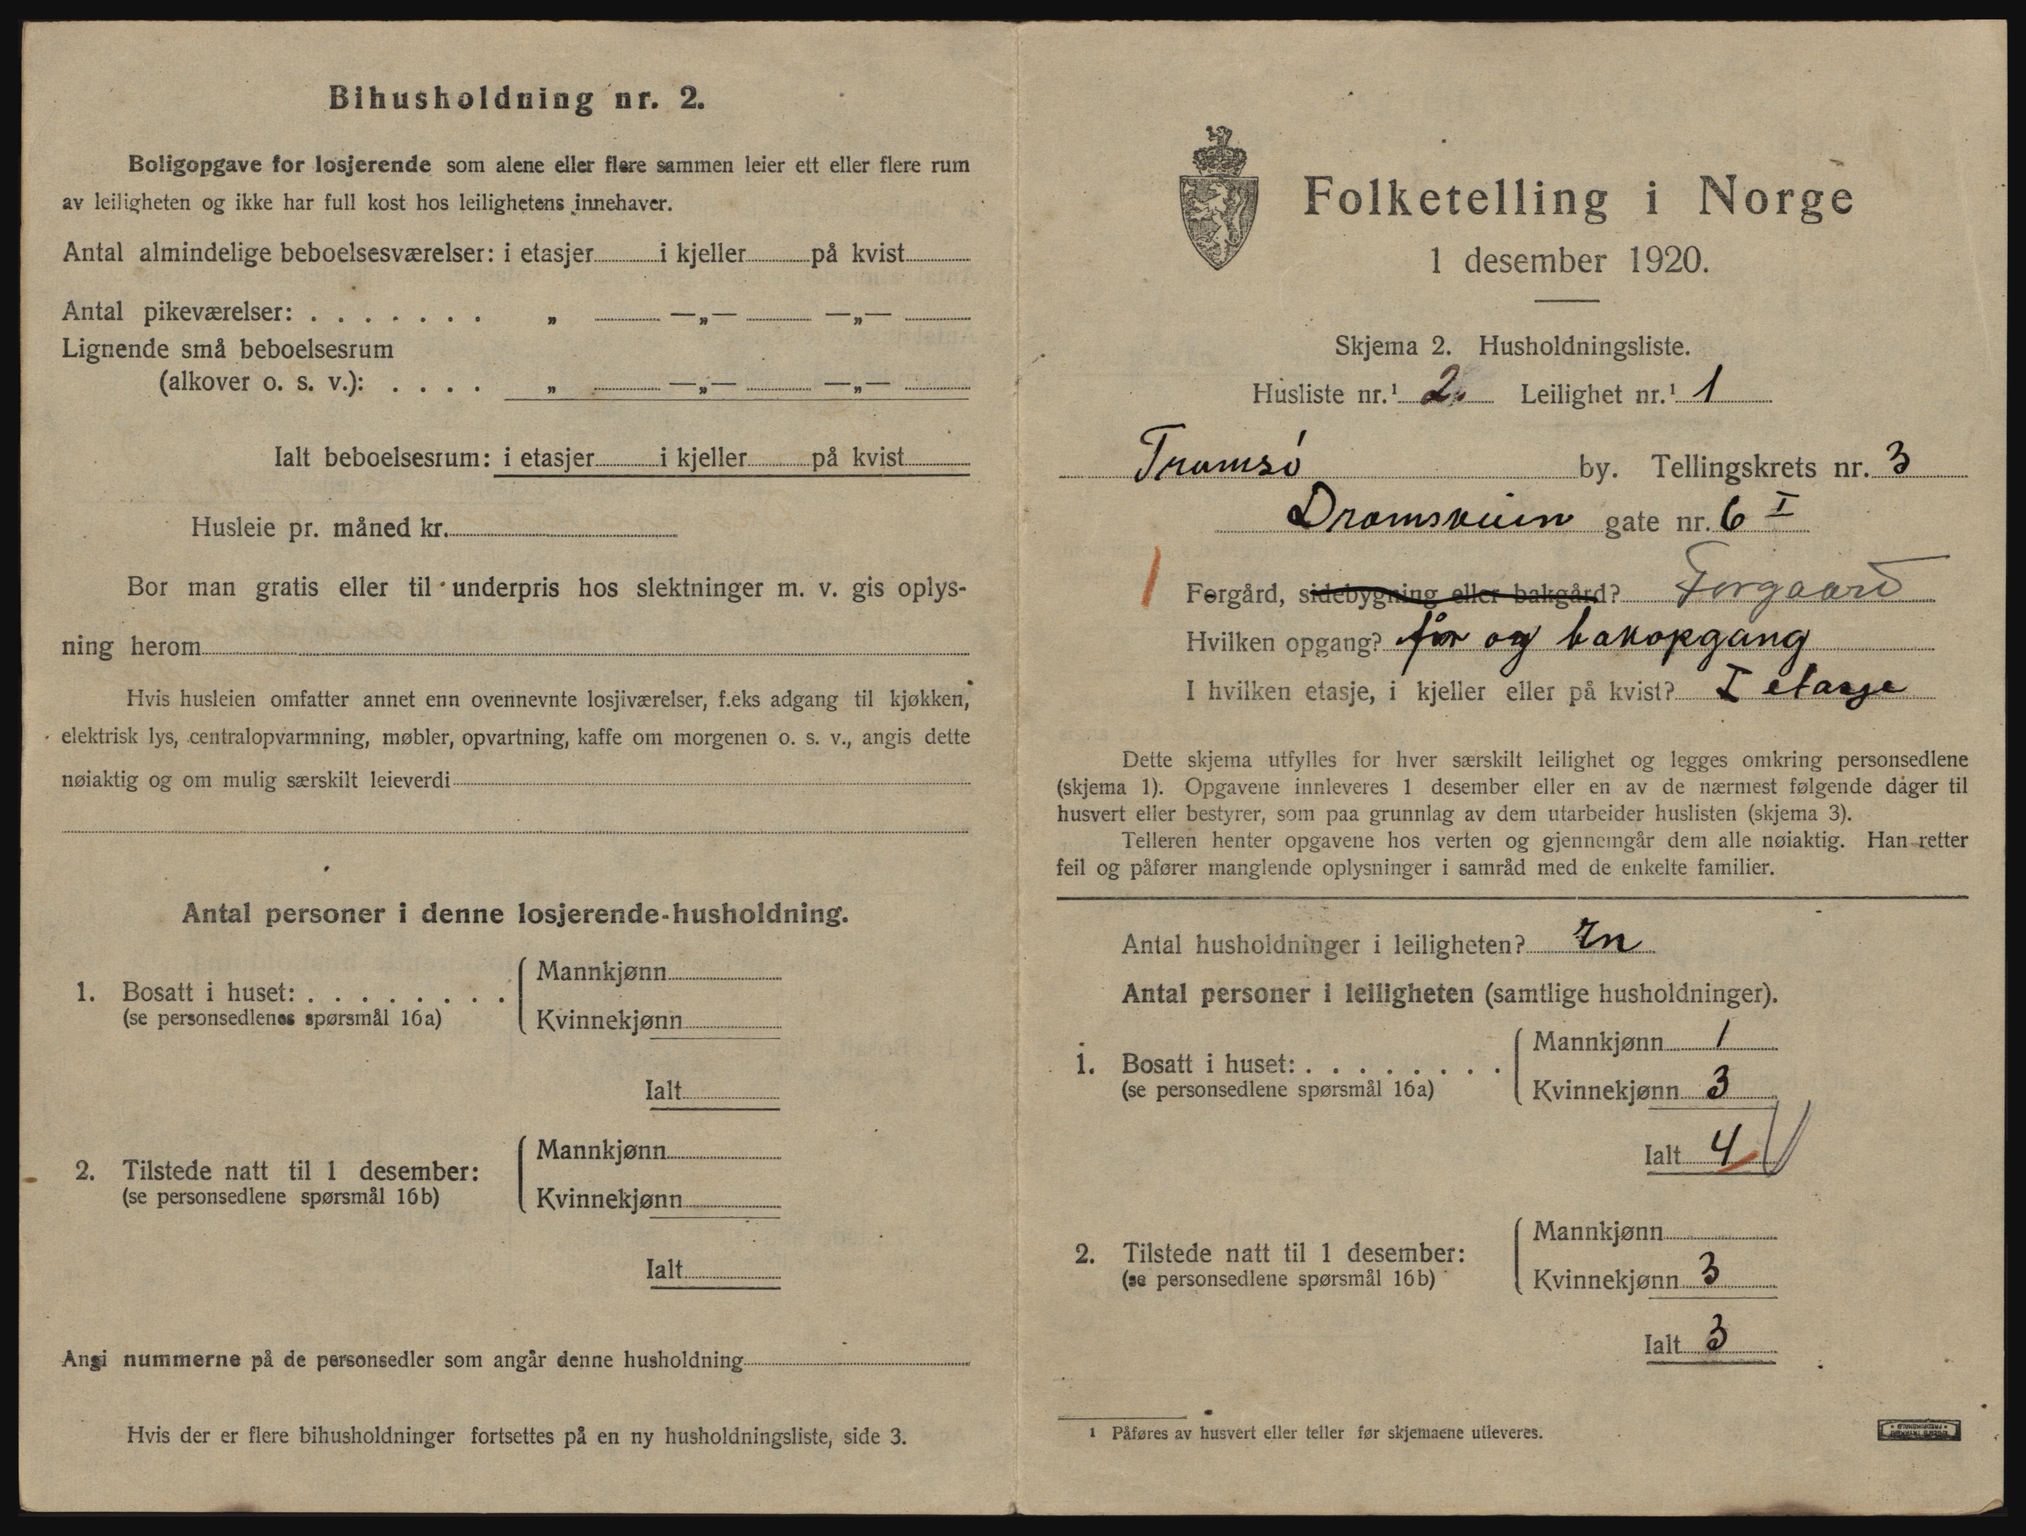 Bihusholdning nr. 2.
Boligopgave for losjerende som alene eller flere sammen leier ett eller flere rum
av leiligheten og ikke har full kost hos leilighetens innehaver.
Antal almindelige beboelsesværelser: i etasjer i kjeller på kvist
Antal pikeværelser: . . . . . . . „ —„— —„—
Lignende små beboelsesrum
(alkover o. s. v.): . . . . „ —„— —„—
Ialt beboelsesrum: i etasjer i kjeller på kvist
Husleie pr. måned kr.
Bor man gratis eller til underpris hos slektninger m. v. gis oplys-
ning herom
Hvis husleien omfatter annet enn ovennevnte losjiværelser, f.eks adgang til kjøkken,
elektrisk lys, centralopvarmning, møbler, opvartning, kaffe om morgenen o. s. v., angis dette
nøiaktig og om mulig særskilt leieverdi
Antal personer i denne losjerende-husholdning.
Mannkjønn
1. Bosatt i huset: . . . . . . . .
(se personsedlenes spørsmål 16a)
Kvinnekjønn
Ialt
Mannkjønn
2. Tilstede natt til 1 desember:
(se personsedlene spørsmål 16b)
Kvinnekjønn
Ialt
Angi nummerne på de personsedler som angår denne husholdning
Hvis der er flere bihusholdninger fortsettes på en ny husholdningsliste, side 3.
Folketelling i Norge
1 desember 1920.
Skjema 2. Husholdningsliste.
Husliste nr.¹ 2. Leilighet nr.¹ 1
Tromsø by. Tellingskrets nr. 3
Dramsveien gate nr. 6 I
1 Forgård, sidebygning eller bakgård? Forgaard
Hvilken opgang? før og bakopgang
I hvilken etasje, i kjeller eller på kvist? I etasje
Dette skjema utfylles for hver særskilt leilighet og legges omkring personsedlene
(skjema 1). Opgavene innleveres 1 desember eller en av de nærmest følgende dåger til
husvert eller bestyrer, som paa grunnlag av dem utarbeider huslisten (skjema 3).
Telleren henter opgavene hos verten og gjennemgår dem alle nøiaktig. Han retter
feil og påfører manglende oplysninger i samråd med de enkelte familier.
Antal husholdninger i leiligheten? En
Antal personer i leiligheten (samtlige husholdninger).
Mannkjønn 1
1. Bosatt i huset: . . . . . . . .
(se personsedlene spørsmål 16a)
Kvinnekjønn 3
Ialt 4
Mannkjønn
2. Tilstede natt til 1 desember:
(se personsedlene spørsmål 16b)
Kvinnekjønn 3
Ialt 3
¹ Påføres av husvert eller teller før skjemaene utleveres.